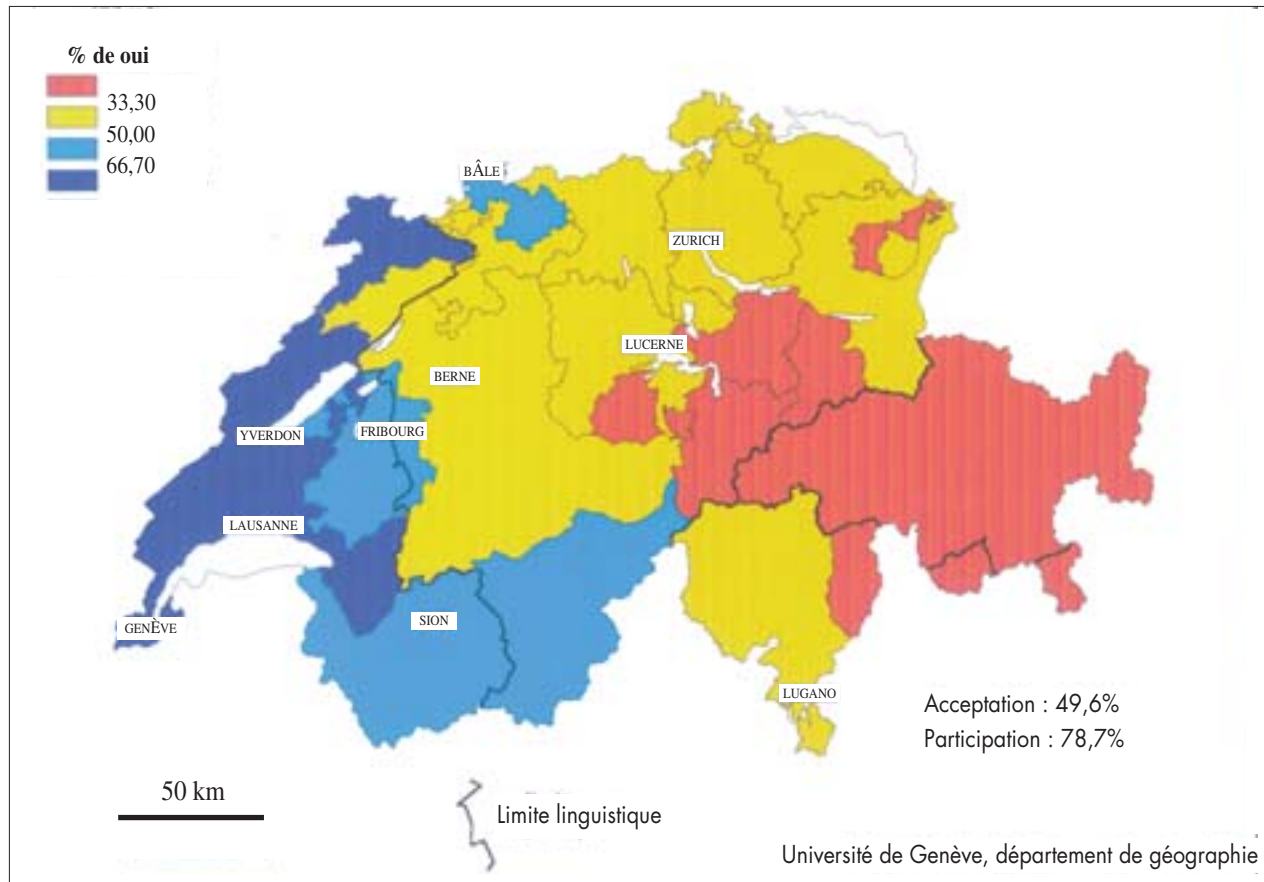 % de oui
33,30
50,00
66,70
BÂLE
ZURICH
LUCERNE
BERNE
YVERDON
FRIBOURG
LAUSANNE
GENÈVE
SION
LUGANO
Acceptation : 49,6%
Participation : 78,7%
50 km
Limite linguistique
Université de Genève, département de géographie